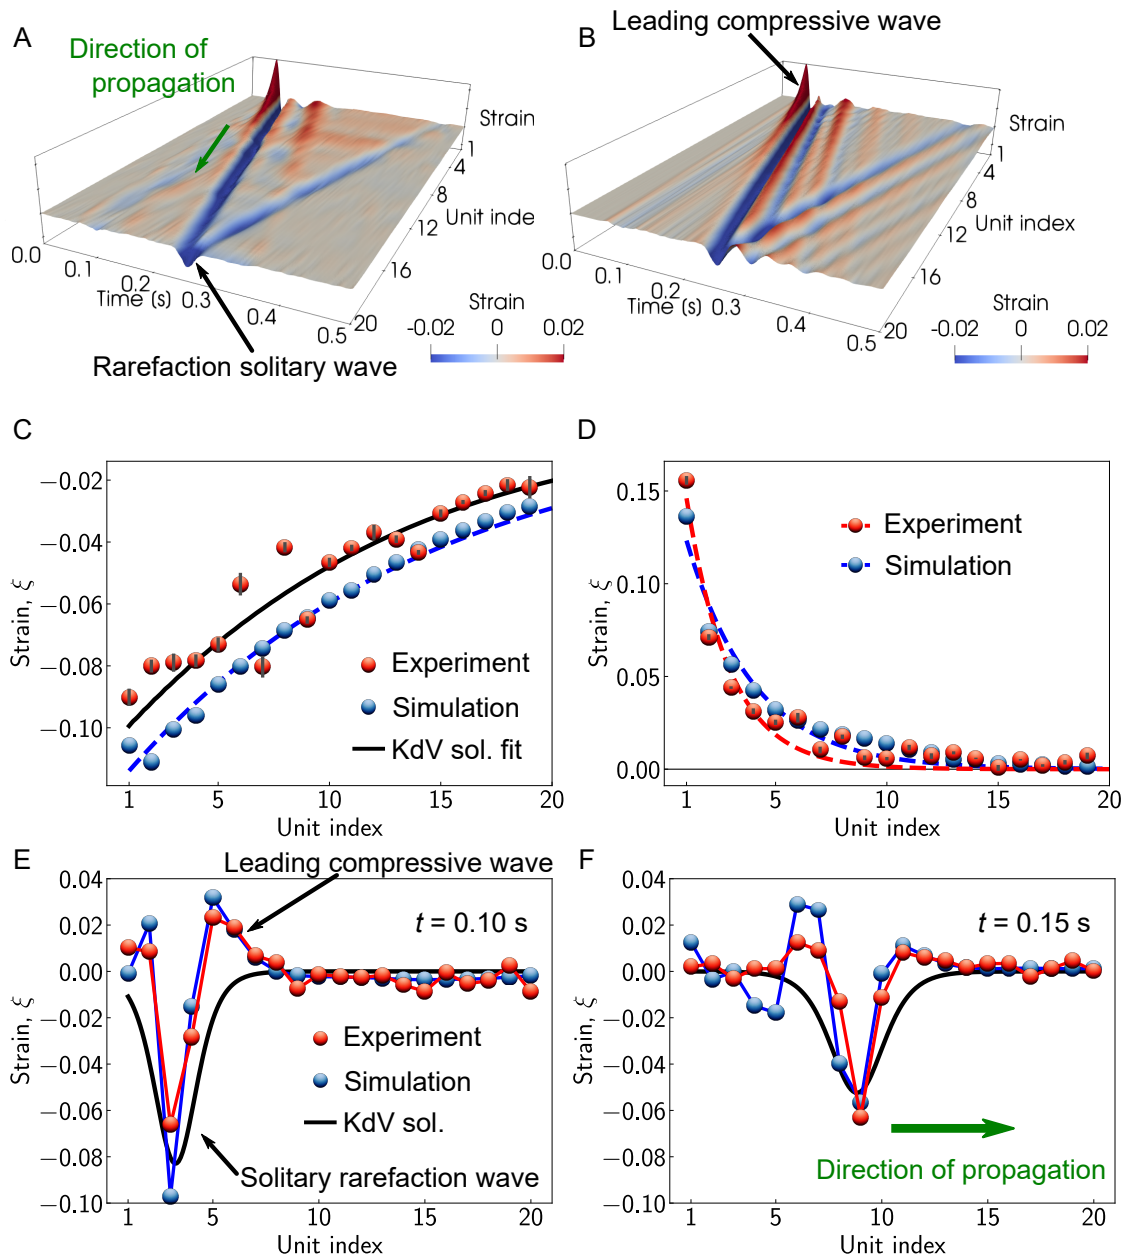 A
Direction of
propagation
Strain
1
4
8
12
16
20
Unit inde
0.0
0.1
0.2
0.3
0.4
0.5
Time (s)
Strain
-0.02 0 0.02
Rarefaction solitary wave
B
Leading compressive wave
Strain
1
4
8
12
16
20
Unit index
0.0
0.1
0.2
0.3
0.4
0.5
Time (s)
Strain
-0.02 0 0.02
C
−0.02
−0.04
−0.06
−0.08
−0.10
Strain, ξ
Experiment
Simulation
KdV sol. fit
1 5 10 15 20
Unit index
D
0.15
0.10
0.05
0.00
Strain, ξ
Experiment
Simulation
1 5 10 15 20
Unit index
E
Leading compressive wave
0.04
0.02
0.00
−0.02
−0.04
−0.06
−0.08
−0.10
Strain, ξ
t = 0.10 s
Experiment
Simulation
KdV sol.
Solitary rarefaction wave
1 5 10 15 20
Unit index
F
0.04
0.02
0.00
−0.02
−0.04
−0.06
−0.08
−0.10
Strain, ξ
t = 0.15 s
Direction of propagation
1 5 10 15 20
Unit index